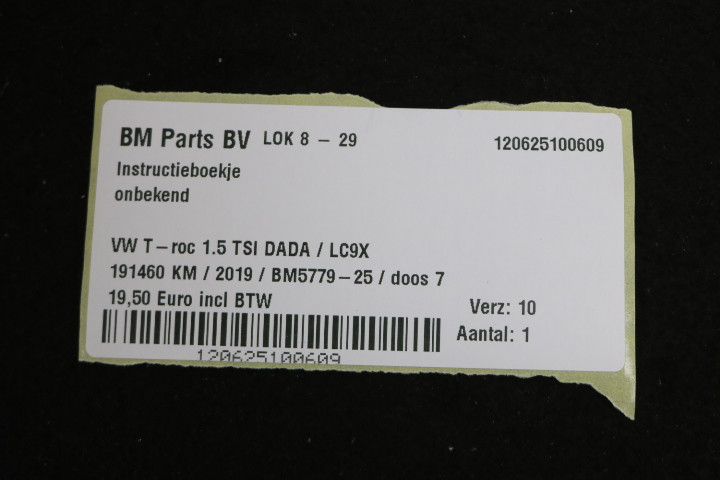 BM Parts BV LOK 8 - 29 120625100609
Instructieboekje
onbekend
VW T-roc 1.5 TSI DADA / LC9X
191460 KM / 2019 / BM5779-25 / doos 7
19,50 Euro incl BTW Verz: 10
Aantal: 1
120625100609